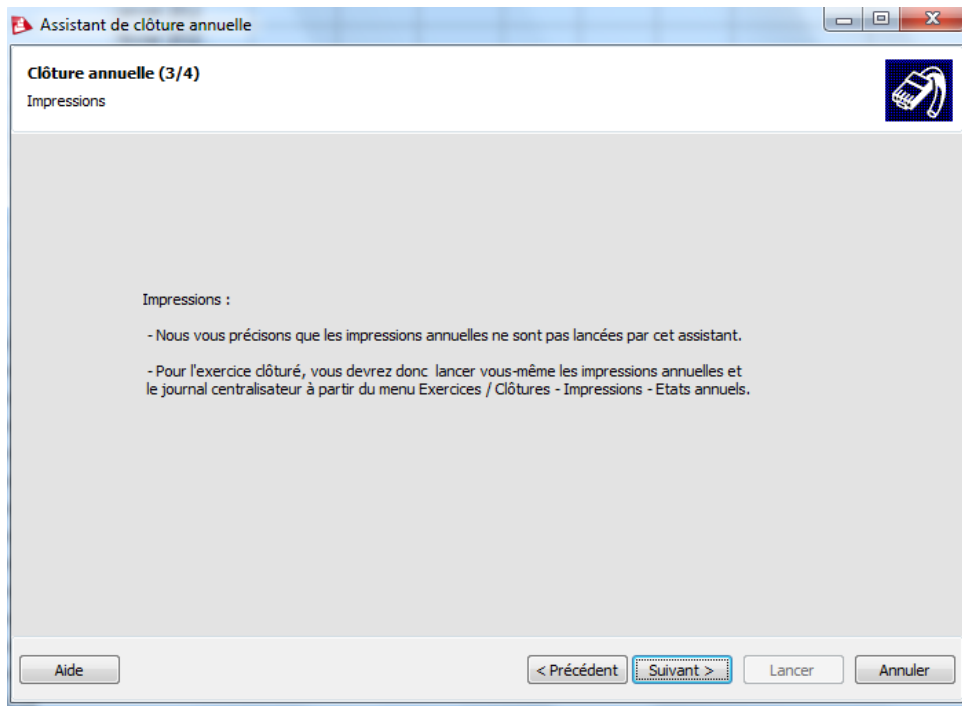 Assistant de clôture annuelle
Clôture annuelle (3/4)
Impressions
Impressions :
- Nous vous précisons que les impressions annuelles ne sont pas lancées par cet assistant.
- Pour l'exercice clôturé, vous devrez donc lancer vous-même les impressions annuelles et
le journal centralisateur à partir du menu Exercices / Clôtures - Impressions - Etats annuels.
Aide
< Précédent
Suivant >
Lancer
Annuler